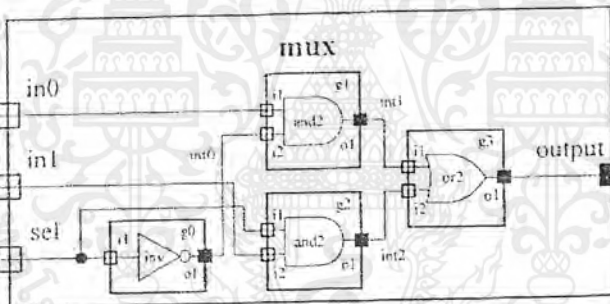 mux
in0
i1
g1
and2
int1
i2
o1
int0
i1
g3
output
or2
in1
i2
o1
i1
g2
and2
sel
i1
g0
inv
o1
i2
o1
int2